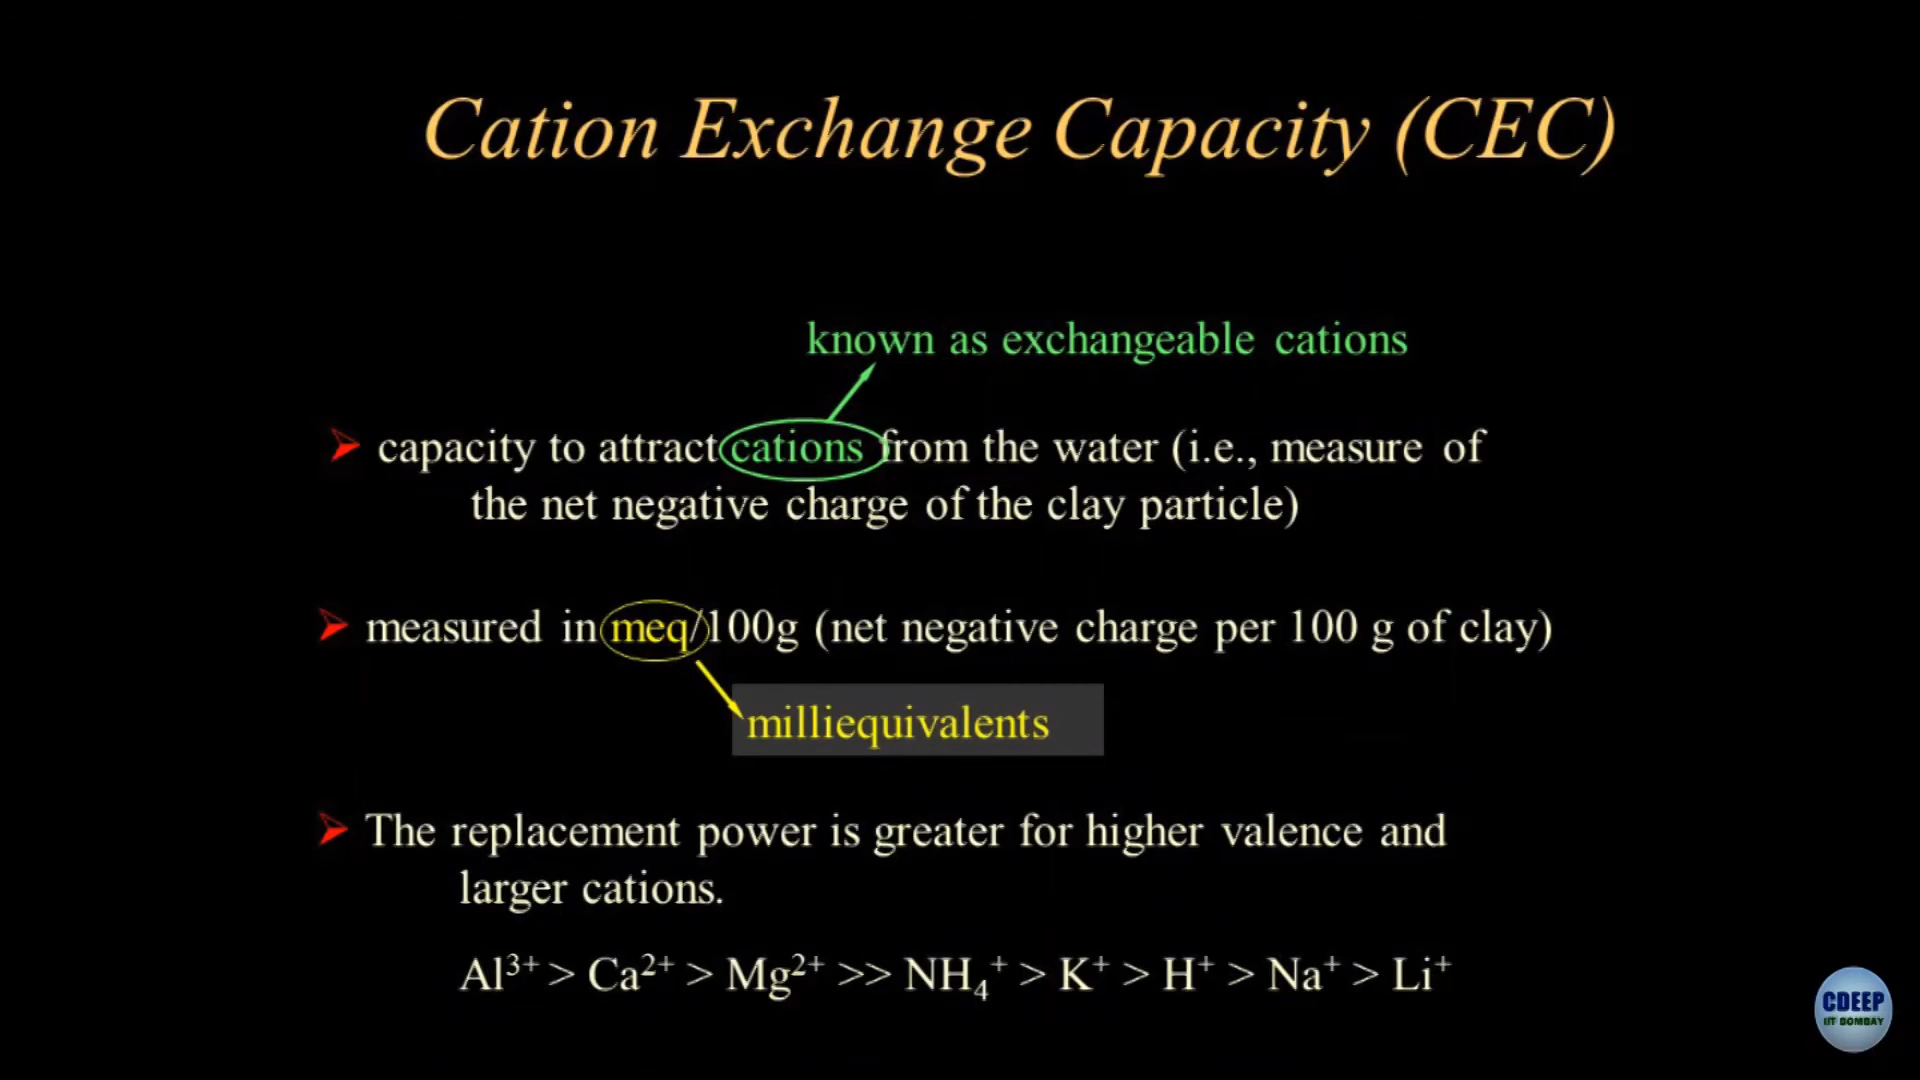 Cation Exchange Capacity (CEC)
known as exchangeable cations
capacity to attract cations from the water (i.e., measure of
the net negative charge of the clay particle)
measured in meq/100g (net negative charge per 100 g of clay)
milliequivalents
The replacement power is greater for higher valence and
larger cations.
Al³⁺ > Ca²⁺ > Mg²⁺ >> NH₄⁺ > K⁺ > H⁺ > Na⁺ > Li⁺
CDEEP
IIT BOMBAY